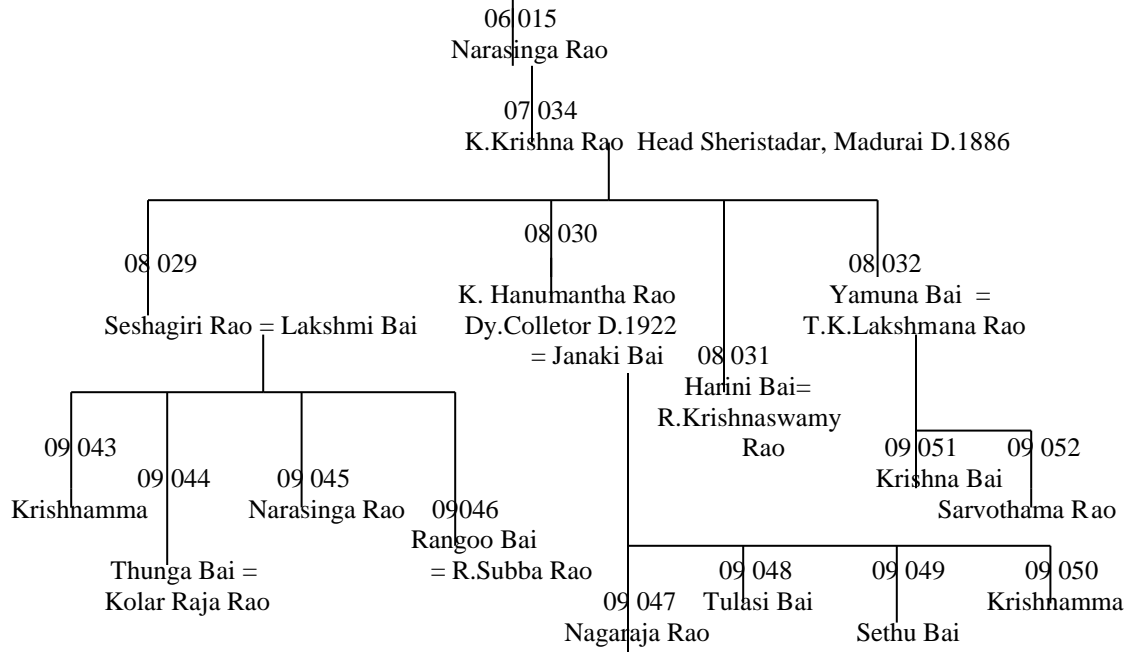 06 015
Narasinga Rao
07 034
K.Krishna Rao Head Sheristadar, Madurai D.1886
08 029
Seshagiri Rao = Lakshmi Bai
08 030
K. Hanumantha Rao
Dy.Colletor D.1922
= Janaki Bai
08 031
Harini Bai=
R.Krishnaswamy
Rao
08 032
Yamuna Bai =
T.K.Lakshmana Rao
09 043
Krishnamma
09 044
Thunga Bai =
Kolar Raja Rao
09 045
Narasinga Rao
09046
Rangoo Bai
= R.Subba Rao
09 047
Nagaraja Rao
09 048
Tulasi Bai
09 049
Sethu Bai
09 050
Krishnamma
09 051
Krishna Bai
09 052
Sarvothama Rao